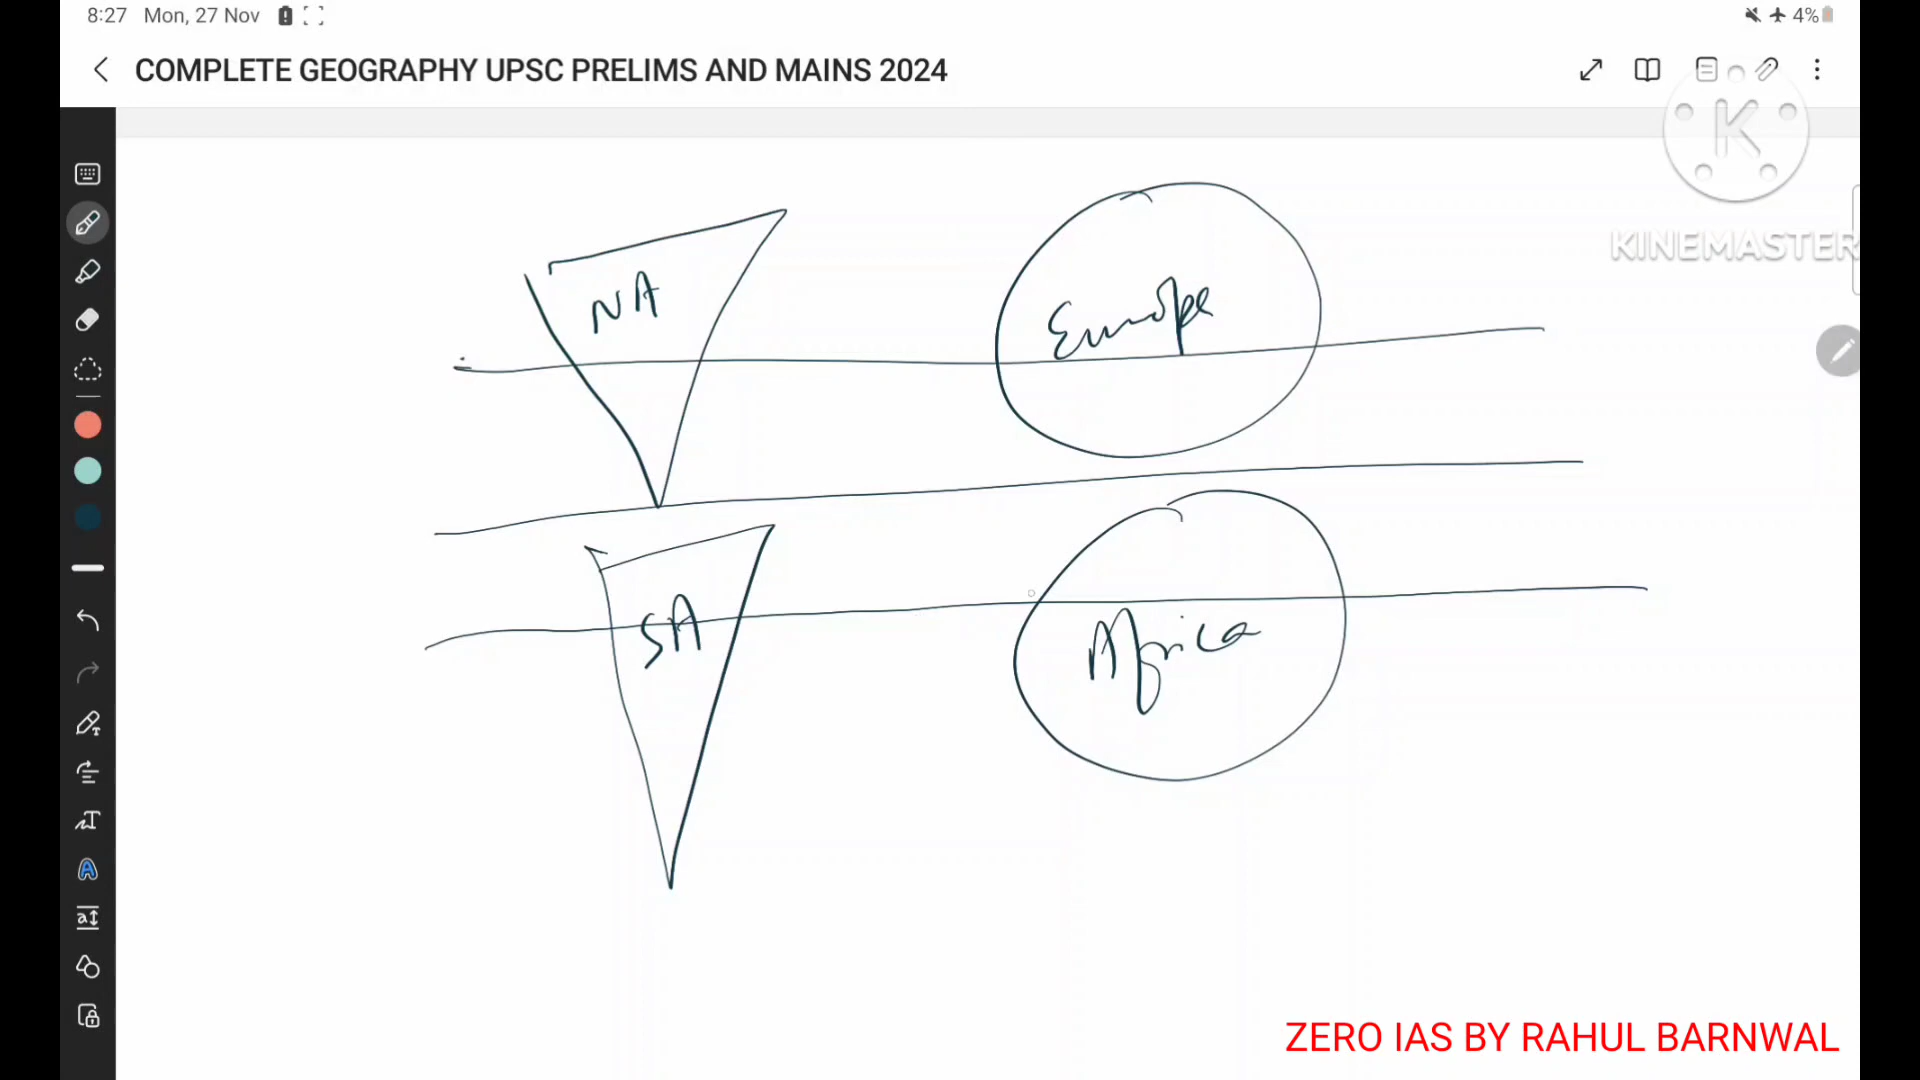 8:27 Mon, 27 Nov 4%
COMPLETE GEOGRAPHY UPSC PRELIMS AND MAINS 2024
K
KINEMASTER
NA
Europe
SA
Africa
ZERO IAS BY RAHUL BARNWAL